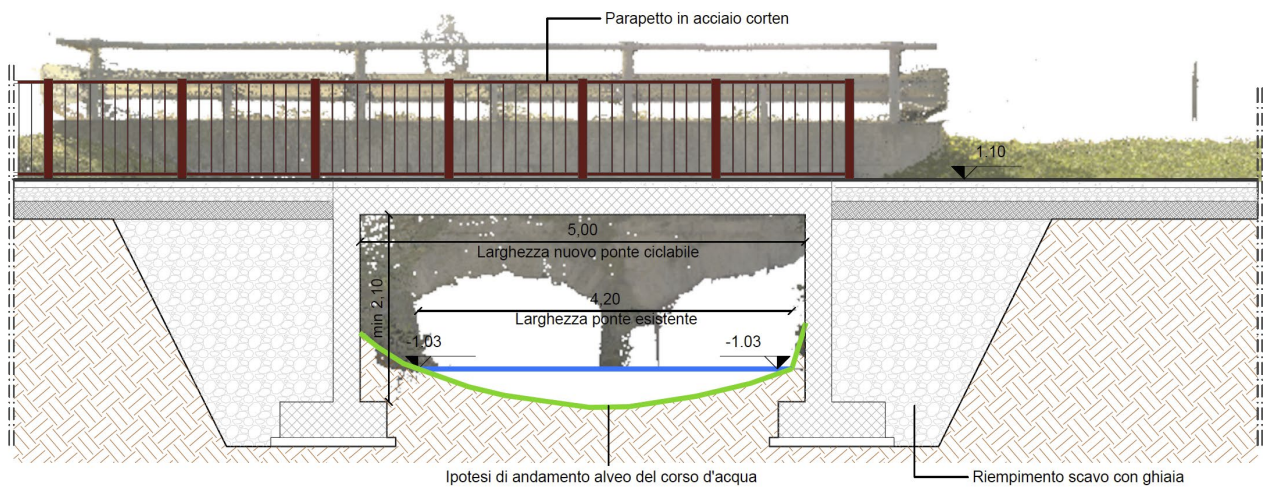 Parapetto in acciaio corten
1.10
5,00
Larghezza nuovo ponte ciclabile
min 2,10
4,20
Larghezza ponte esistente
-1.03
-1.03
Ipotesi di andamento alveo del corso d'acqua
Riempimento scavo con ghiaia